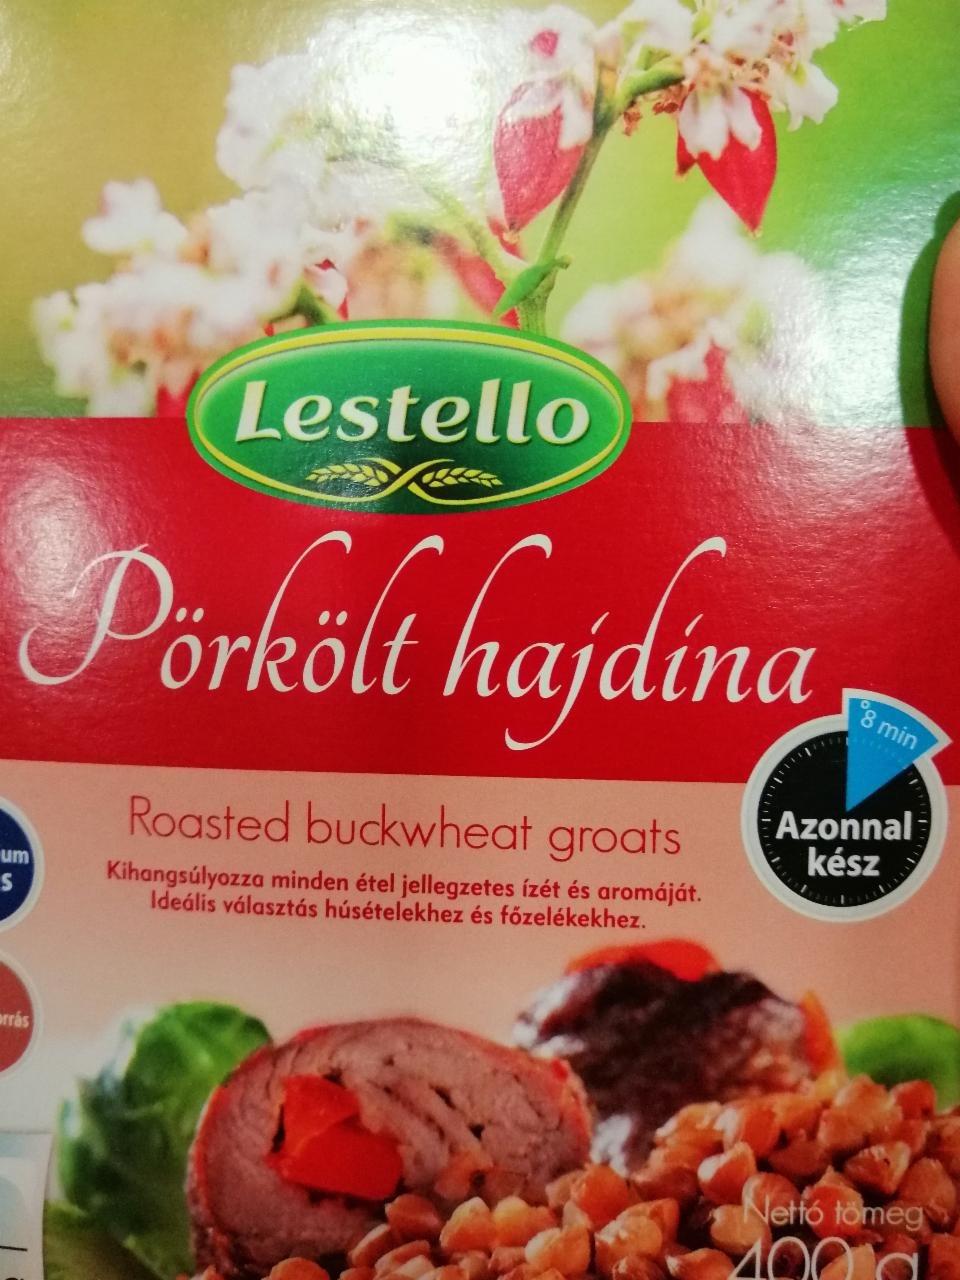 Lestello
Pörkölt hajdina
8 min
Azonnal
kész
Roasted buckwheat groats
Kihangsúlyozza minden étel jellegzetes ízét és aromáját.
Ideális választás húsételekhez és főzelékekhez.
Nettó tömeg
400 g